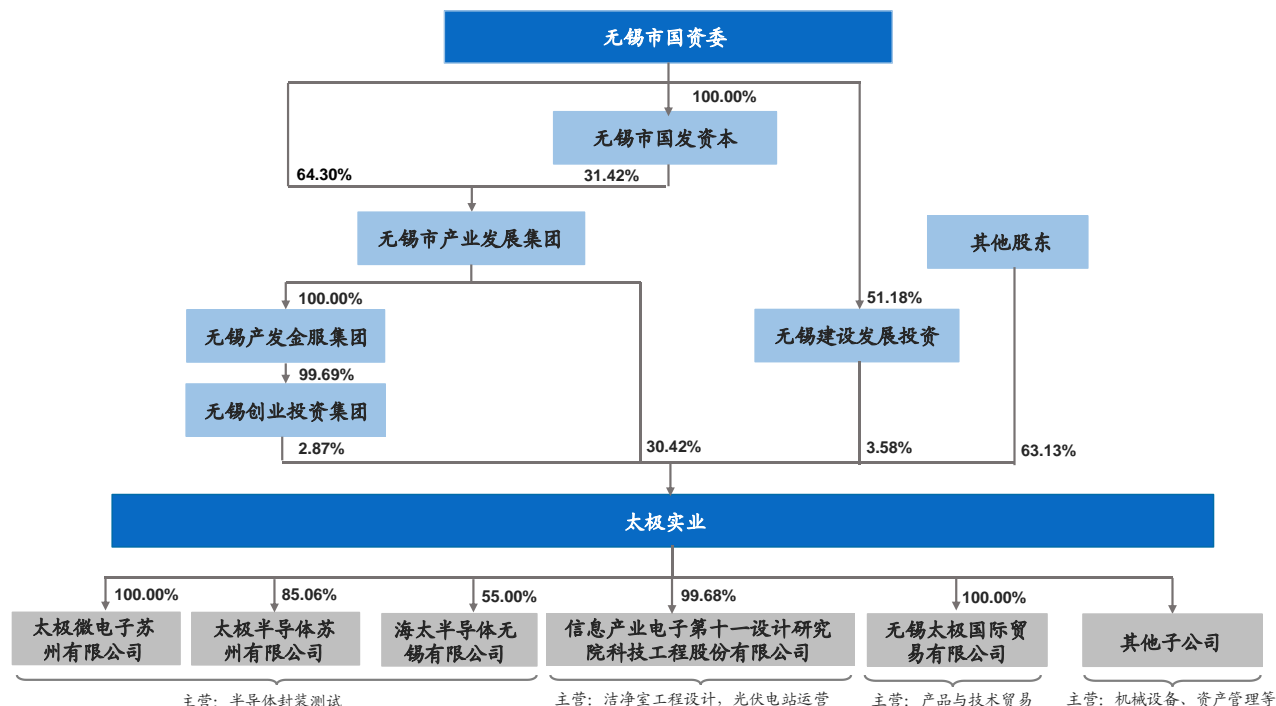 无锡市国资委
100.00%
无锡市国发资本
64.30%
31.42%
无锡市产业发展集团
其他股东
100.00%
51.18%
无锡产发金服集团
无锡建设发展投资
99.69%
无锡创业投资集团
2.87%
30.42%
3.58%
63.13%
太极实业
100.00%
85.06%
55.00%
99.68%
100.00%
太极微电子苏
州有限公司
太极半导体苏
州有限公司
海太半导体无
锡有限公司
信息产业电子第十一设计研究
院科技工程股份有限公司
无锡太极国际贸
易有限公司
其他子公司
主营：半导体封装测试
主营：洁净室工程设计，光伏电站运营
主营：产品与技术贸易
主营：机械设备、资产管理等